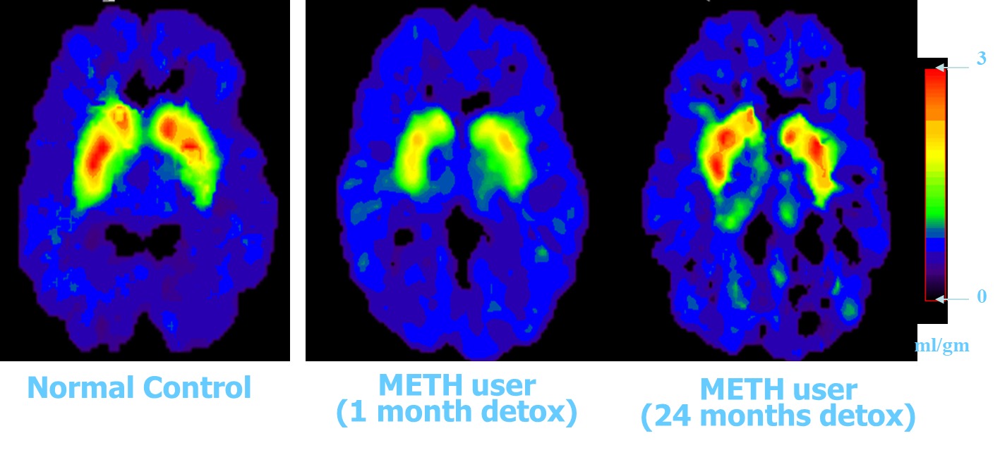 3
0
ml/gm
Normal Control
METH user
(1 month detox)
METH user
(24 months detox)